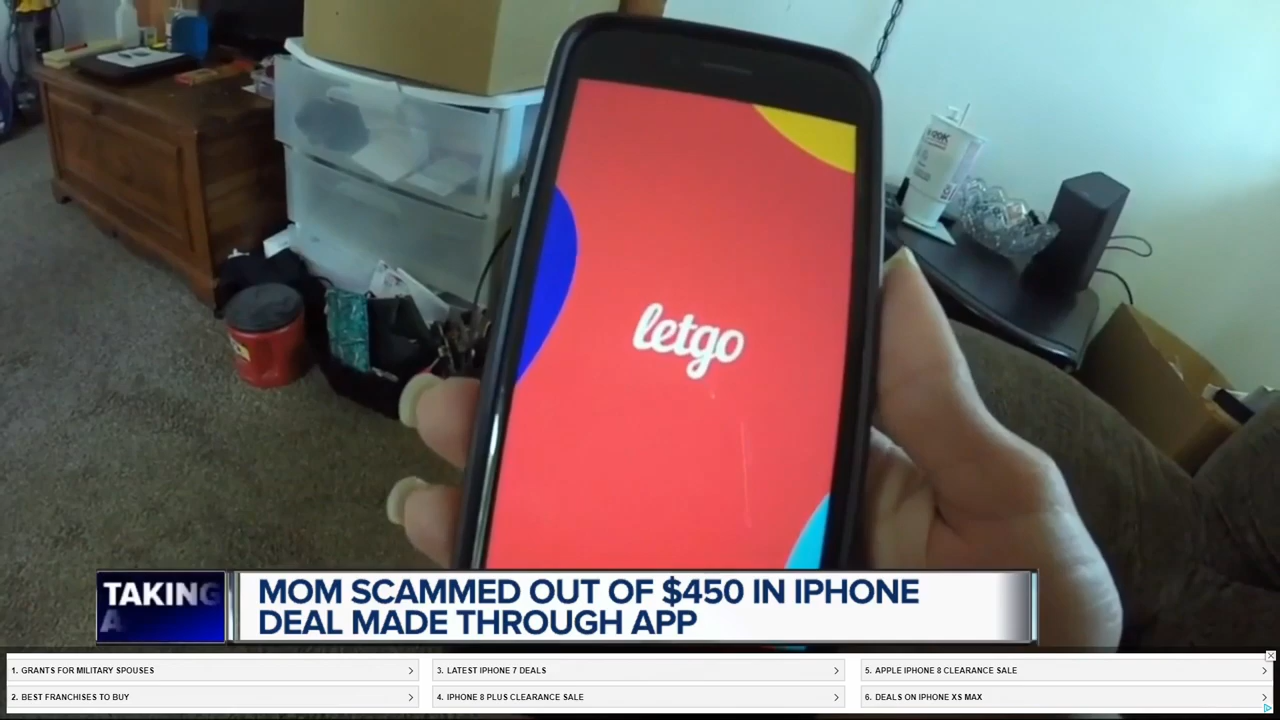 letgo
TAKING
A
MOM SCAMMED OUT OF $450 IN IPHONE
DEAL MADE THROUGH APP
1. GRANTS FOR MILITARY SPOUSES
2. BEST FRANCHISES TO BUY
3. LATEST IPHONE 7 DEALS
4. IPHONE 8 PLUS CLEARANCE SALE
5. APPLE IPHONE 8 CLEARANCE SALE
6. DEALS ON IPHONE XS MAX